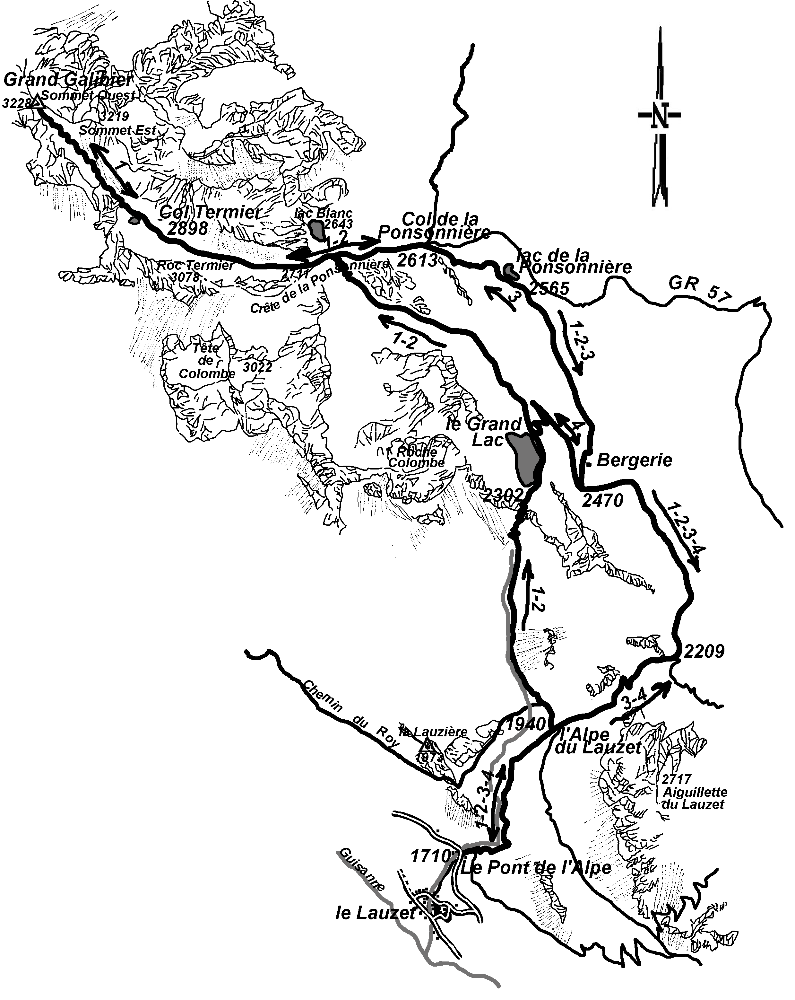 N
Grand Galibier
Sommet Ouest
3228
3219
Sommet Est
1
Col Termier
2898
lac Blanc
2643
1-2
Col de la
Ponsonnière
2613
lac de la
Ponsonnière
2565
GR 57
Roc Termier
3078
2711
Crête de la Ponsonnière
3
1-2-3
1-2
Tête
de
Colombe
3022
le Grand
Lac
4
Roche
Colombe
Bergerie
2302
2470
1-2-3-4
1-2
2209
3-4
Chemin du Roy
la Lauzière
1973
1940
l'Alpe
du Lauzet
1-2-3-4
2717
Aiguillette
du Lauzet
1710
Le Pont de l'Alpe
Guisanne
le Lauzet